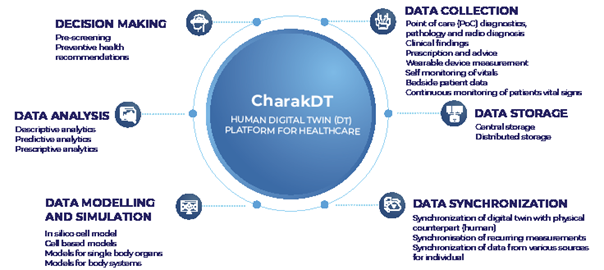 DECISION MAKING
Pre-screening
Preventive health
recommendations
DATA ANALYSIS
Descriptive analytics
Predictive analytics
Prescriptive analytics
DATA MODELLING
AND SIMULATION
In silico cell model
Cell based models
Models for single body organs
Models for body systems
CharakDT
HUMAN DIGITAL TWIN (DT)
PLATFORM FOR HEALTHCARE
DATA COLLECTION
Point of care (PoC) diagnostics,
pathology and radio diagnosis
Clinical findings
Prascription and advice
Wearable device measurement
Self monitoring of vitals
Bedside patient data
Continuous monitoring of patients vital signs
DATA STORAGE
Central storage
Distributed storage
DATA SYNCHRONIZATION
Synchronization of digital twin with physical
counterpart (human)
Synchronisation of recurring measurements
Synchronization of data from various sources
for individual